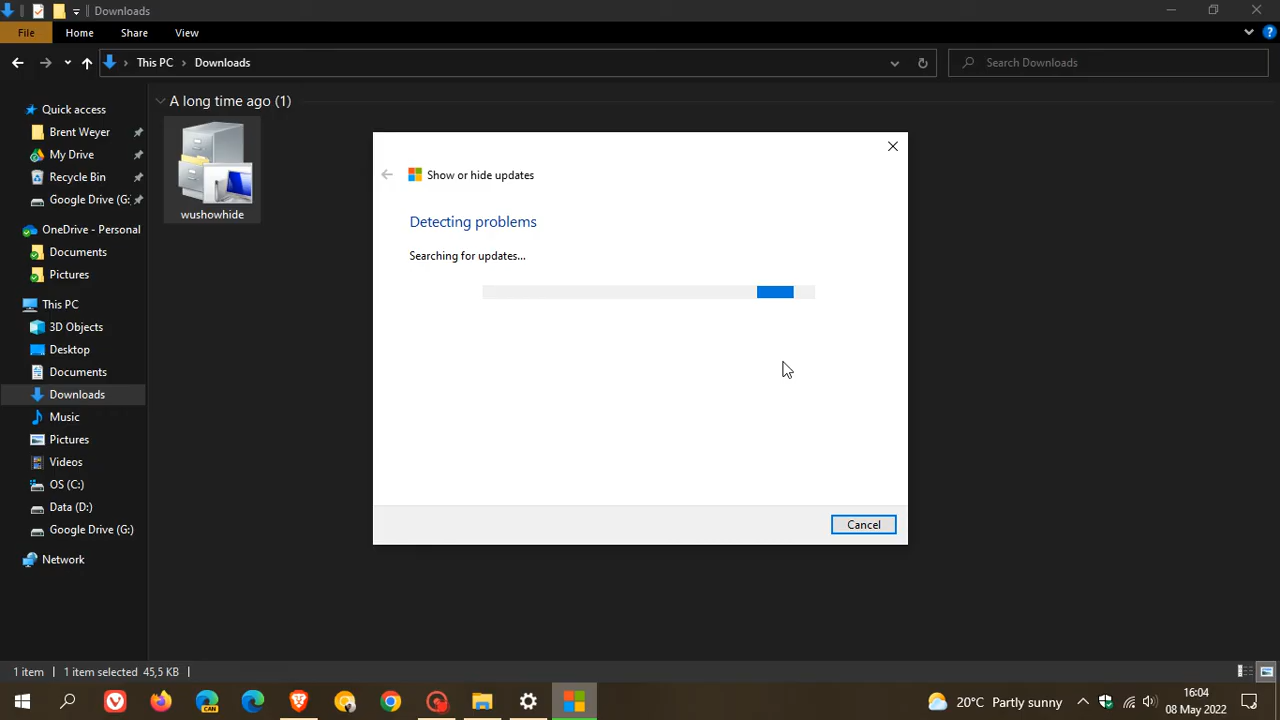 Downloads
File Home Share View
This PC Downloads
Search Downloads
Quick access
Brent Weyer
My Drive
Recycle Bin
Google Drive (G:
OneDrive - Personal
Documents
Pictures
This PC
3D Objects
Desktop
Documents
Downloads
Music
Pictures
Videos
OS (C:)
Data (D:)
Google Drive (G:)
Network
A long time ago (1)
wushowhide
Show or hide updates
Detecting problems
Searching for updates...
Cancel
1 item 1 item selected 45,5 KB
CAN
20°C Partly sunny
16:04
08 May 2022